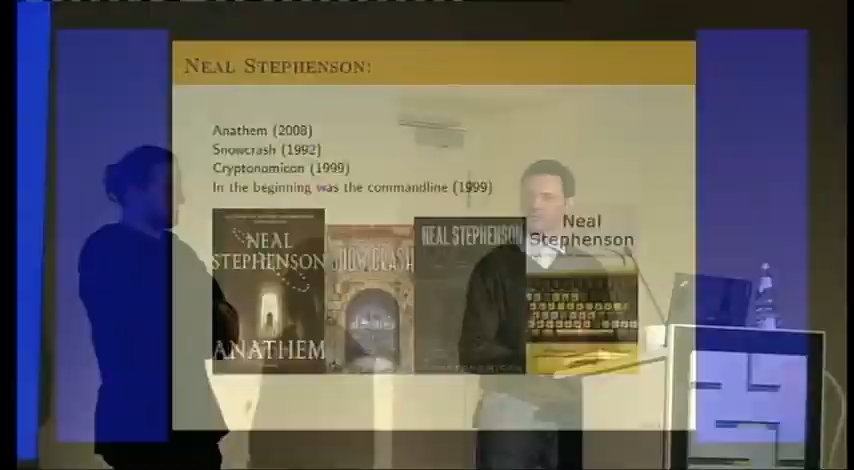 NEAL STEPHENSON:
Anathem (2008)
Snowcrash (1992)
Cryptonomicon (1999)
In the beginning was the commandline (1999)
NEAL
STEPHENSON
ANATHEM
SNOW CRASH
NEAL STEPHENSON
CRYPTONOMICON
Neal
Stephenson